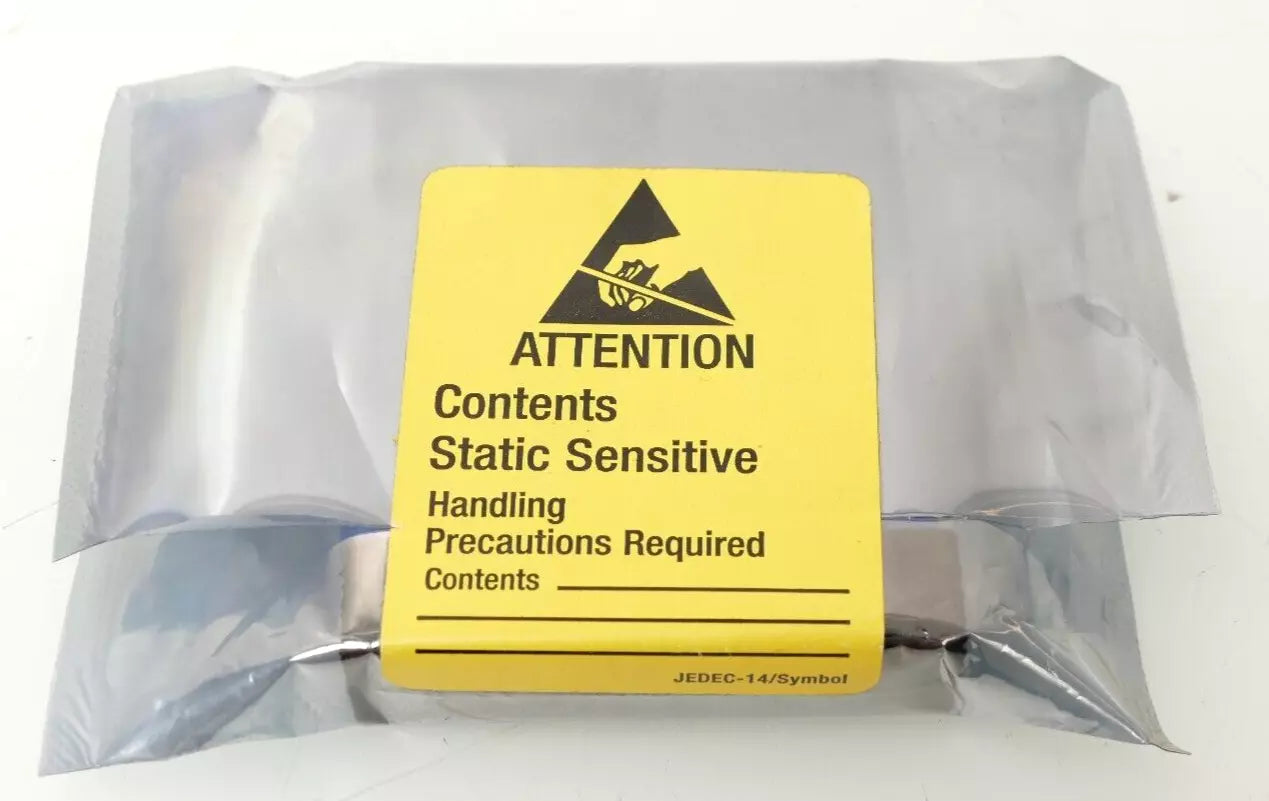 ATTENTION
Contents
Static Sensitive
Handling
Precautions Required
Contents
JEDEC-14/Symbol